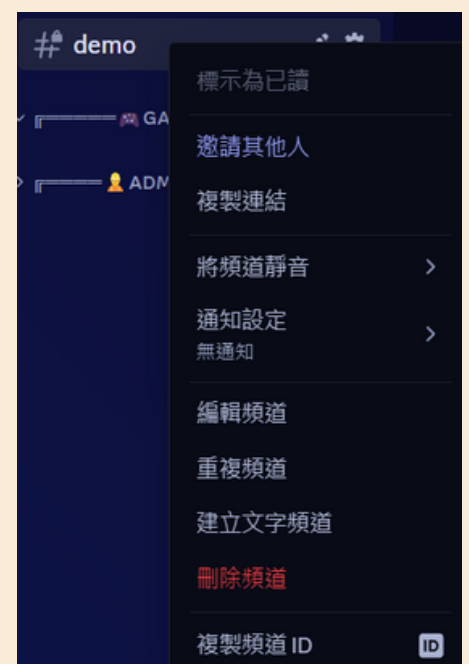 demo
標示為已讀
GA
邀請其他人
ADM
複製連結
將頻道靜音
通知設定
無通知
編輯頻道
重複頻道
建立文字頻道
刪除頻道
複製頻道 ID
ID